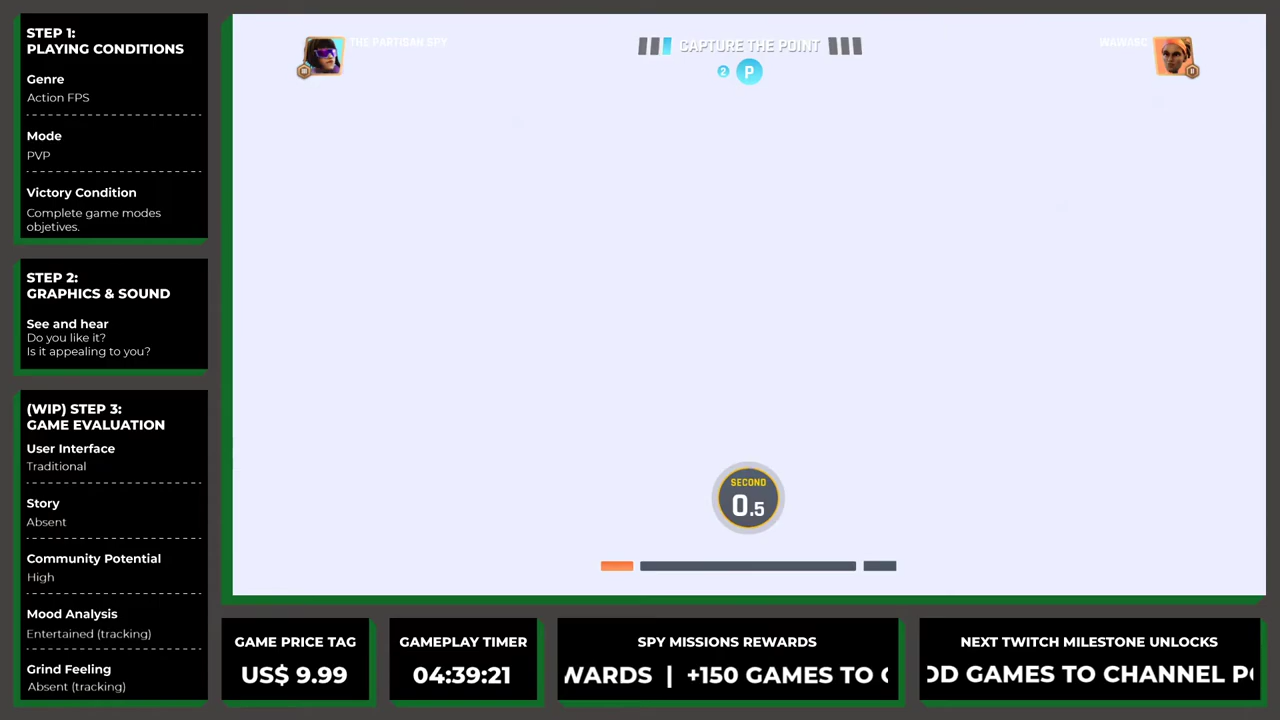 STEP 1:
PLAYING CONDITIONS
Genre
Action FPS
Mode
PVP
Victory Condition
Complete game modes
objetives.
STEP 2:
GRAPHICS & SOUND
See and hear
Do you like it?
Is it appealing to you?
(WIP) STEP 3:
GAME EVALUATION
User Interface
Traditional
Story
Absent
Community Potential
High
Mood Analysis
Entertained (tracking)
Grind Feeling
Absent (tracking)
THE PARTISAN SPY
CAPTURE THE POINT
2 P
WAIWASC
SECOND
0.5
GAME PRICE TAG
US$ 9.99
GAMEPLAY TIMER
04:39:21
SPY MISSIONS REWARDS
WARDS | +150 GAMES TO
NEXT TWITCH MILESTONE UNLOCKS
DD GAMES TO CHANNEL